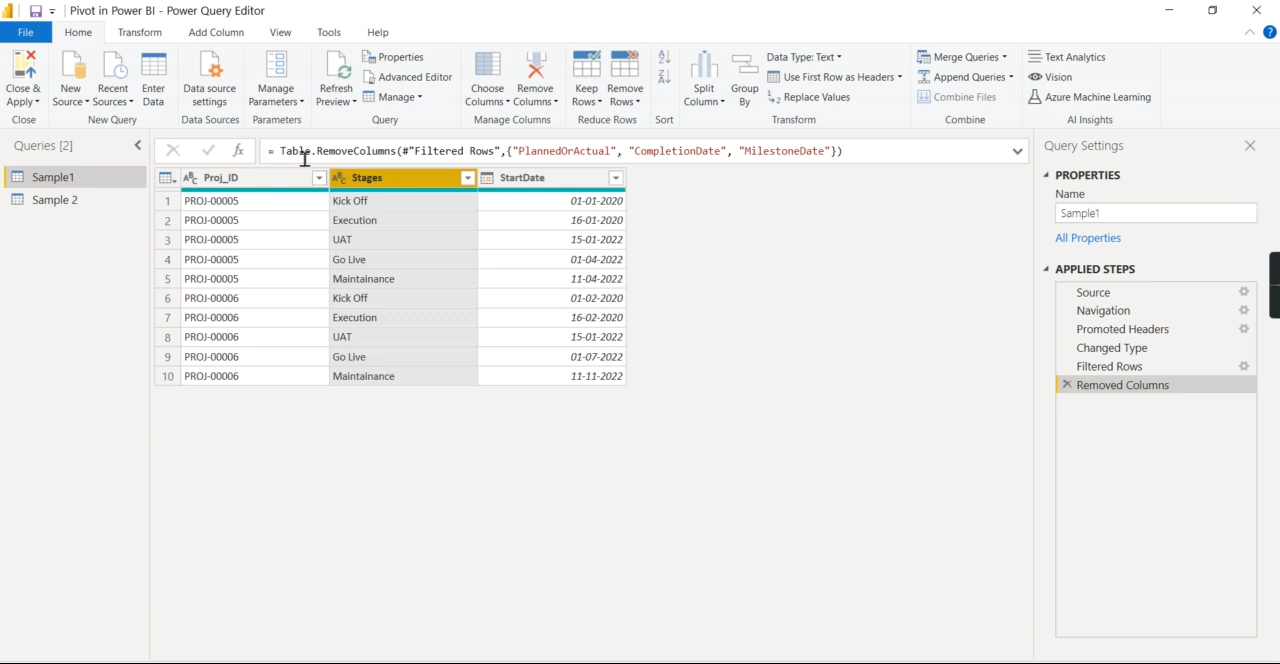 Pivot in Power BI - Power Query Editor
File Home Transform Add Column View Tools Help
Close & Apply
New Source
Recent Sources
Enter Data
Data source settings
Manage Parameters
Refresh Preview
Properties
Advanced Editor
Manage
Choose Columns
Remove Columns
Keep Rows
Remove Rows
Split Column
Group By
Data Type: Text
Use First Row as Headers
Replace Values
Merge Queries
Append Queries
Combine Files
Text Analytics
Vision
Azure Machine Learning
Close New Query Data Sources Parameters Query Manage Columns Reduce Rows Sort Transform Combine AI Insights
Queries [2]
Sample1
Sample 2
fx = Table.RemoveColumns(#"Filtered Rows",{"PlannedOrActual", "CompletionDate", "MilestoneDate"})
Proj_ID Stages StartDate
1 PROJ-00005 Kick Off 01-01-2020
2 PROJ-00005 Execution 16-01-2020
3 PROJ-00005 UAT 15-01-2022
4 PROJ-00005 Go Live 01-04-2022
5 PROJ-00005 Maintainance 11-04-2022
6 PROJ-00006 Kick Off 01-02-2020
7 PROJ-00006 Execution 16-02-2020
8 PROJ-00006 UAT 15-01-2022
9 PROJ-00006 Go Live 01-07-2022
10 PROJ-00006 Maintainance 11-11-2022
Query Settings
PROPERTIES
Name
Sample1
All Properties
APPLIED STEPS
Source
Navigation
Promoted Headers
Changed Type
Filtered Rows
Removed Columns